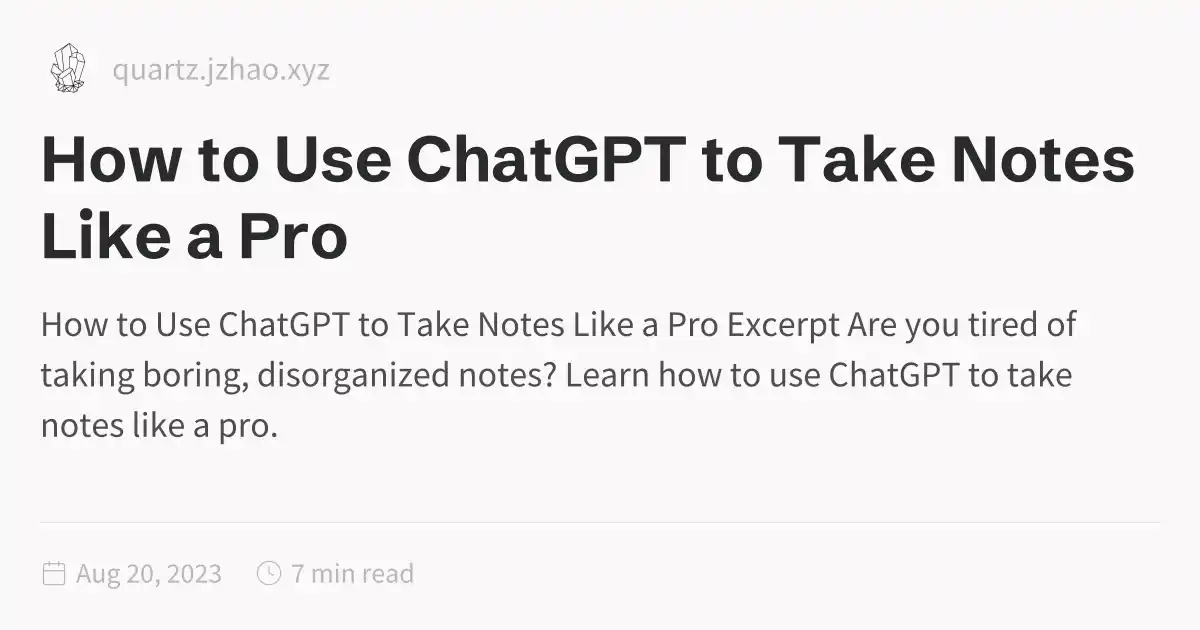 quartz.jzhao.xyz
How to Use ChatGPT to Take Notes
Like a Pro
How to Use ChatGPT to Take Notes Like a Pro Excerpt Are you tired of
taking boring, disorganized notes? Learn how to use ChatGPT to take
notes like a pro.
Aug 20, 2023 7 min read